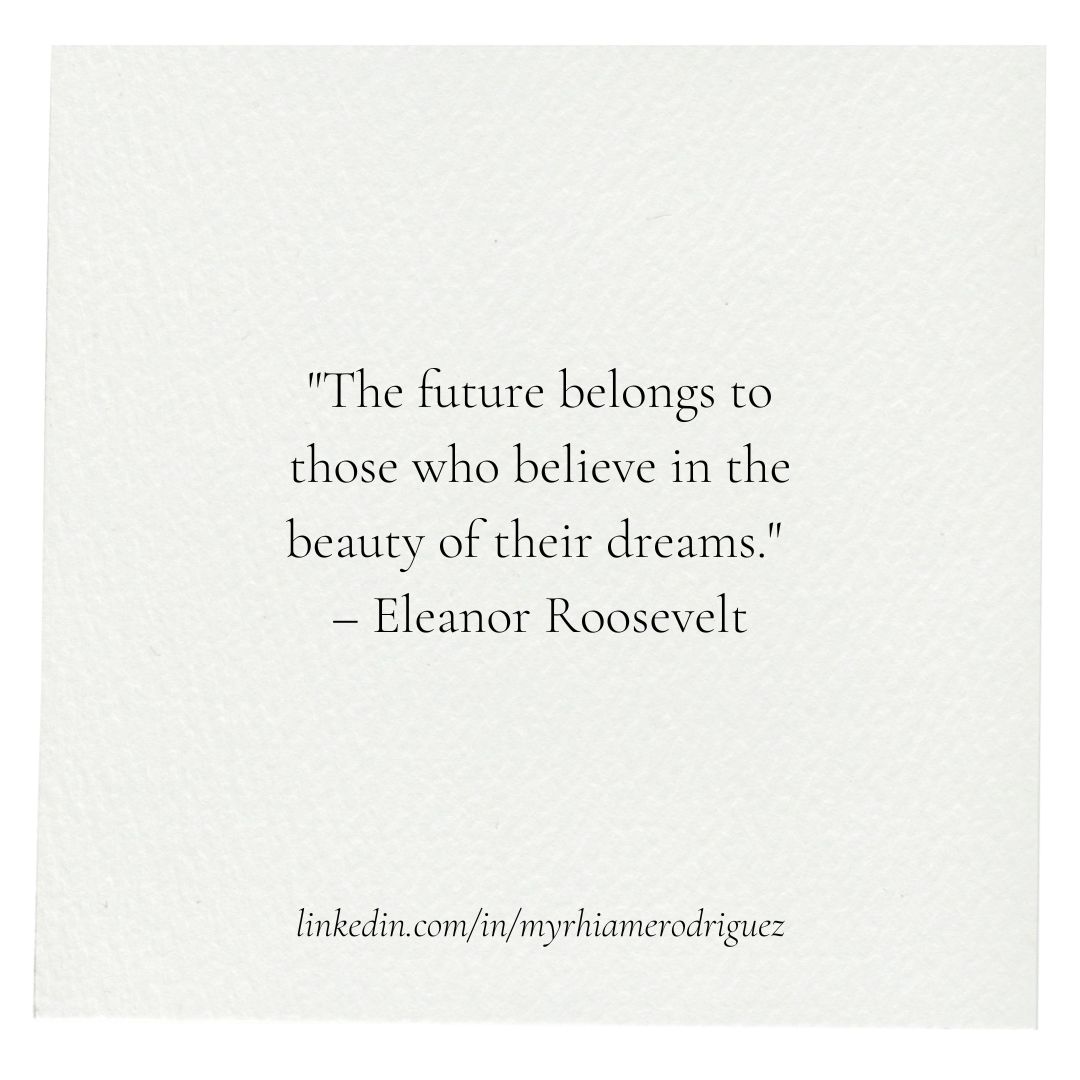 "The future belongs to
those who believe in the
beauty of their dreams."
– Eleanor Roosevelt
linkedin.com/in/myrhiamerodriguez